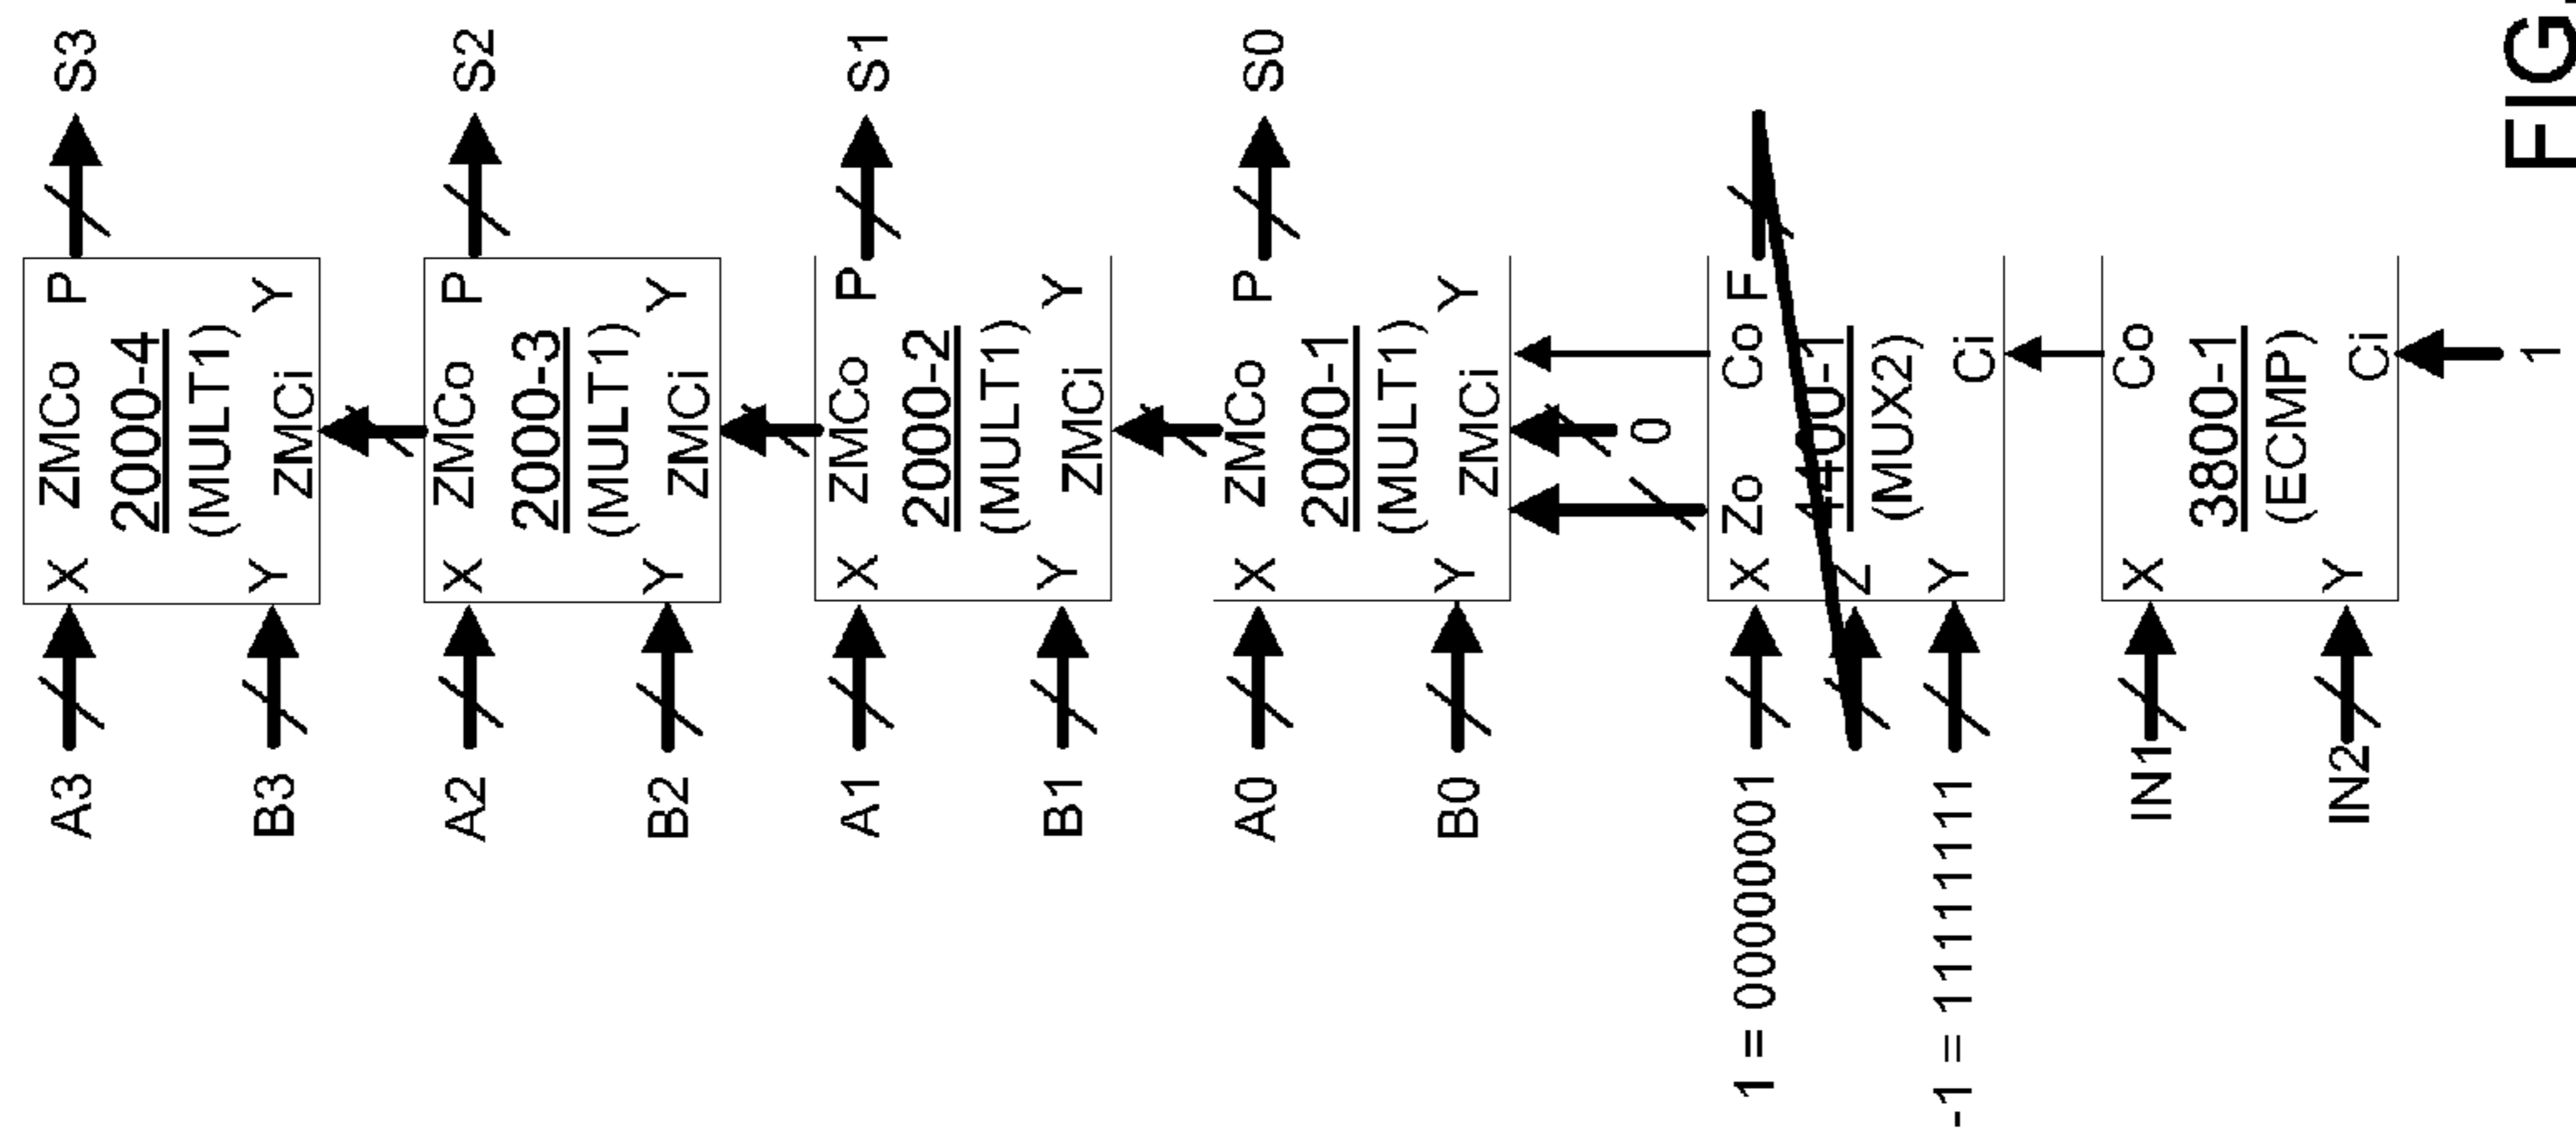 A3 X ZMCo P S3
2000-4
(MULT1)
B3 Y ZMCi Y
A2 X ZMCo P S2
2000-3
(MULT1)
B2 Y ZMCi Y
A1 X ZMCo P S1
2000-2
(MULT1)
B1 Y ZMCi Y
A0 X ZMCo P S0
2000-1
(MULT1)
B0 Y ZMCi Y
0
1 = 00000001 X Zo Co F
Z 4400-1
(MUX2)
-1 = 11111111 Y Ci
IN1 X Co
3800-1
(ECMP)
IN2 Y Ci
1
FIG.